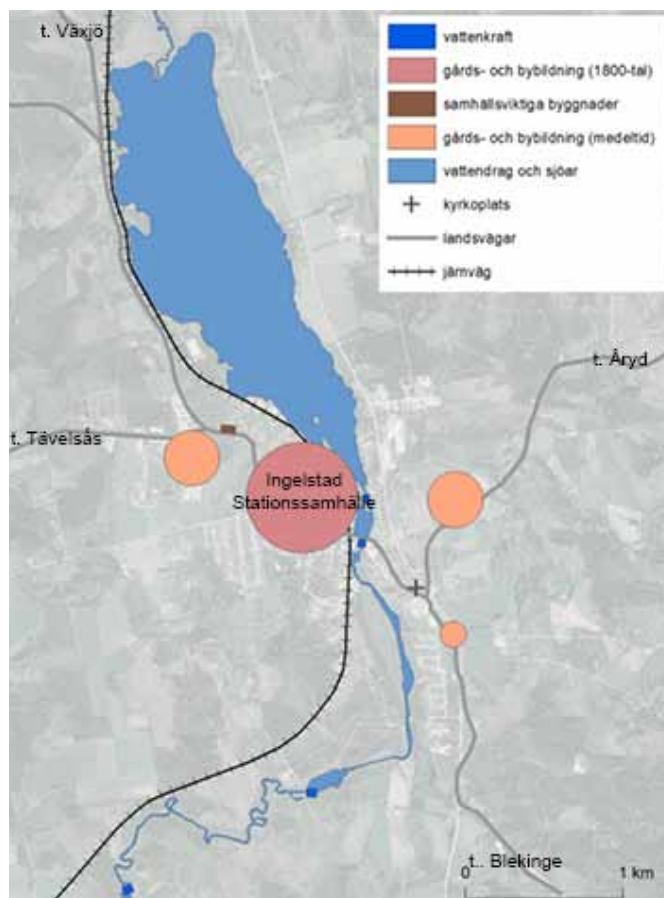 t. Växjö
vattenkraft
gårds- och bybildning (1800-tal)
samhällsviktiga byggnader
gårds- och bybildning (medeltid)
vattendrag och sjöar
kyrkoplats
landsvägar
järnväg
t. Åryd
t. Tävelsås
Ingelstad
Stationssamhälle
t.. Blekinge
0 1 km